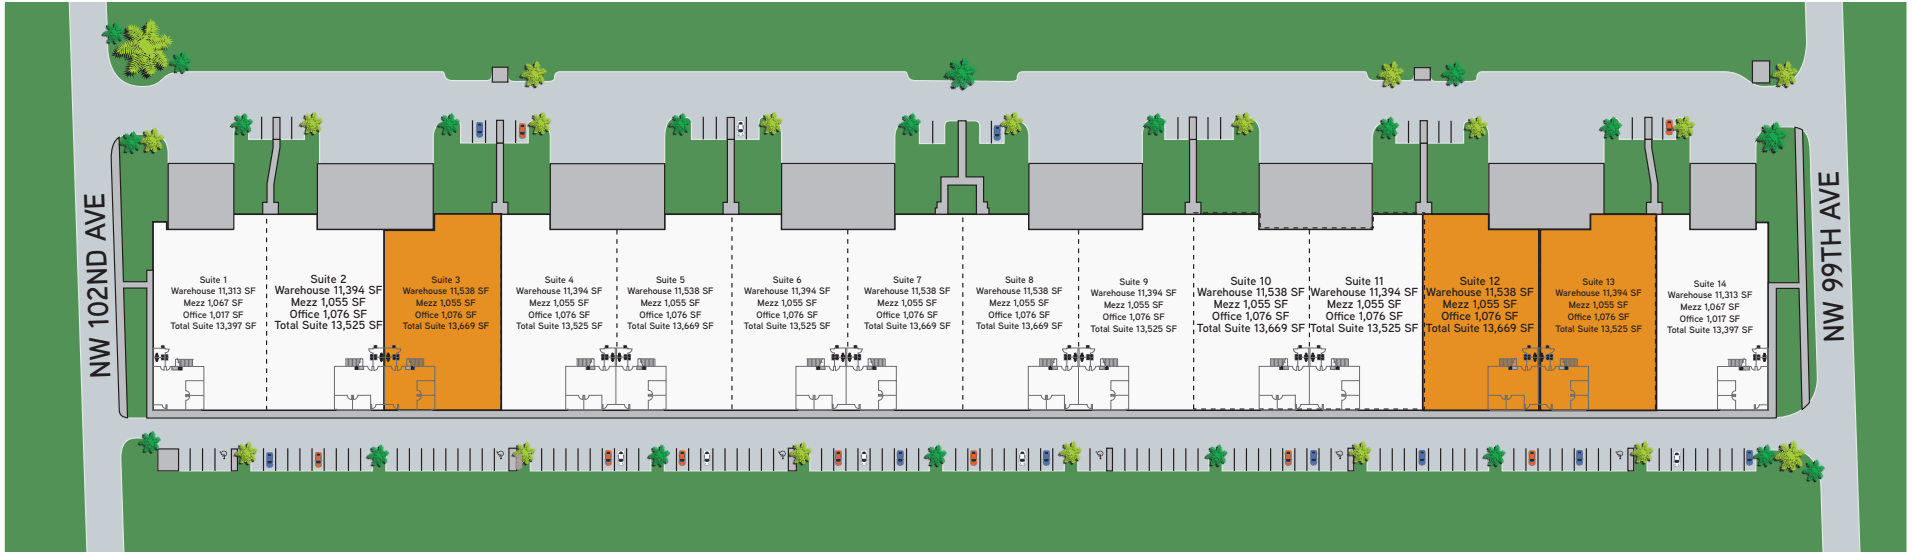 NW 102ND AVE
Suite 1
Warehouse 11,313 SF
Mezz 1,067 SF
Office 1,017 SF
Total Suite 13,397 SF
Suite 2
Warehouse 11,394 SF
Mezz 1,055 SF
Office 1,076 SF
Total Suite 13,525 SF
Suite 3
Warehouse 11,538 SF
Mezz 1,055 SF
Office 1,076 SF
Total Suite 13,669 SF
Suite 4
Warehouse 11,394 SF
Mezz 1,055 SF
Office 1,076 SF
Total Suite 13,525 SF
Suite 5
Warehouse 11,538 SF
Mezz 1,055 SF
Office 1,076 SF
Total Suite 13,669 SF
Suite 6
Warehouse 11,394 SF
Mezz 1,055 SF
Office 1,076 SF
Total Suite 13,525 SF
Suite 7
Warehouse 11,538 SF
Mezz 1,055 SF
Office 1,076 SF
Total Suite 13,669 SF
Suite 8
Warehouse 11,538 SF
Mezz 1,055 SF
Office 1,076 SF
Total Suite 13,669 SF
Suite 9
Warehouse 11,394 SF
Mezz 1,055 SF
Office 1,076 SF
Total Suite 13,525 SF
Suite 10
Warehouse 11,538 SF
Mezz 1,055 SF
Office 1,076 SF
Total Suite 13,669 SF
Suite 11
Warehouse 11,394 SF
Mezz 1,055 SF
Office 1,076 SF
Total Suite 13,525 SF
Suite 12
Warehouse 11,538 SF
Mezz 1,055 SF
Office 1,076 SF
Total Suite 13,669 SF
Suite 13
Warehouse 11,394 SF
Mezz 1,055 SF
Office 1,076 SF
Total Suite 13,525 SF
Suite 14
Warehouse 11,313 SF
Mezz 1,067 SF
Office 1,017 SF
Total Suite 13,397 SF
NW 99TH AVE